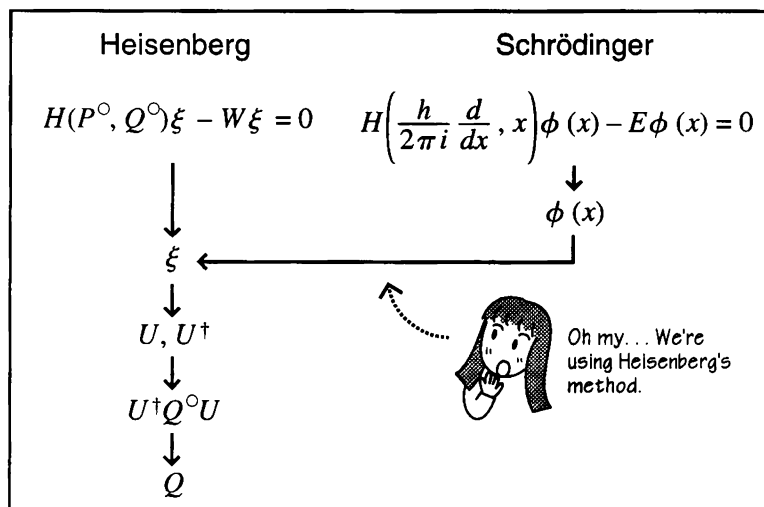 Heisenberg Schrödinger
H(P°, Q°)ξ – Wξ = 0 H(h/2πi d/dx, x)ϕ(x) – Eϕ(x) = 0
ϕ(x)
ξ
U, U†
Oh my... We're
using Heisenberg's
method.
U†Q°U
Q